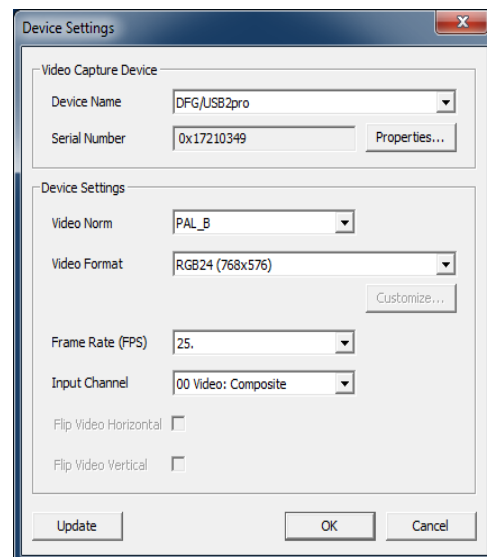 Device Settings
Video Capture Device
Device Name DFG/USB2pro
Serial Number 0x17210349 Properties...
Device Settings
Video Norm PAL_B
Video Format RGB24 (768x576)
Customize...
Frame Rate (FPS) 25.
Input Channel 00 Video: Composite
Flip Video Horizontal
Flip Video Vertical
Update OK Cancel